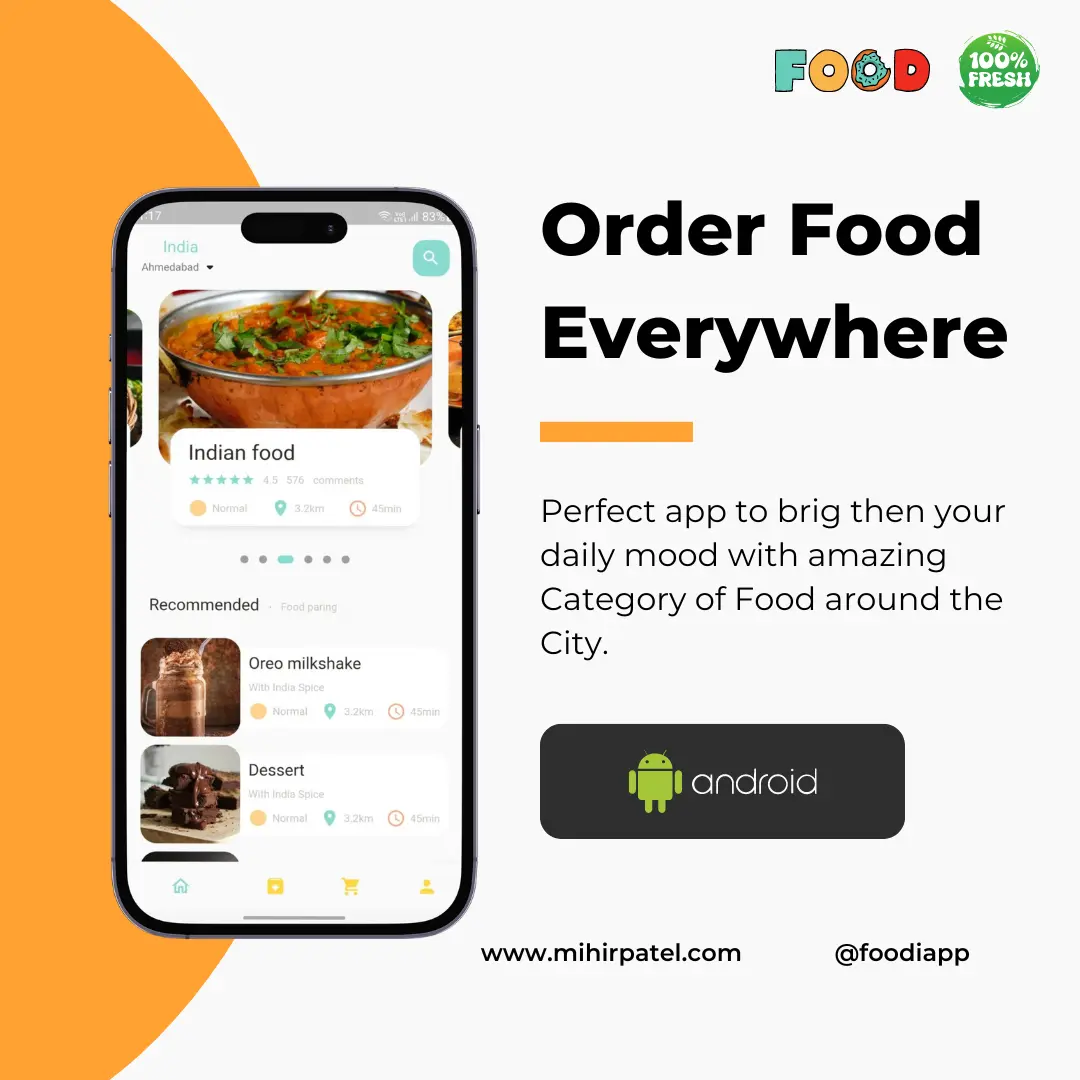 FOOD
100%
FRESH
Order Food
Everywhere
Perfect app to brig then your
daily mood with amazing
Category of Food around the
City.
android
www.mihirpatel.com
@foodiapp
:17
83%
India
Ahmedabad
Indian food
4.5 576 comments
Normal 3.2km 45min
Recommended · Food paring
Oreo milkshake
With India Spice
Normal 3.2km 45min
Dessert
With India Spice
Normal 3.2km 45min